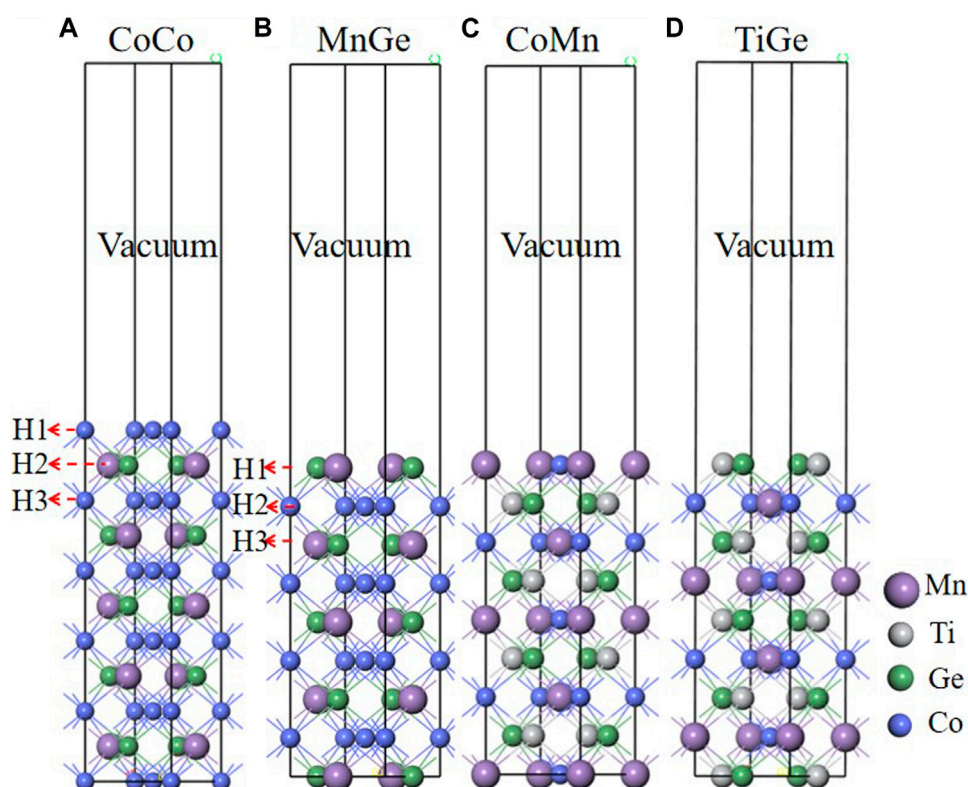 A CoCo
B MnGe
C CoMn
D TiGe
Vacuum
Vacuum
Vacuum
Vacuum
H1
H2
H3
H1
H2
H3
Mn
Ti
Ge
Co